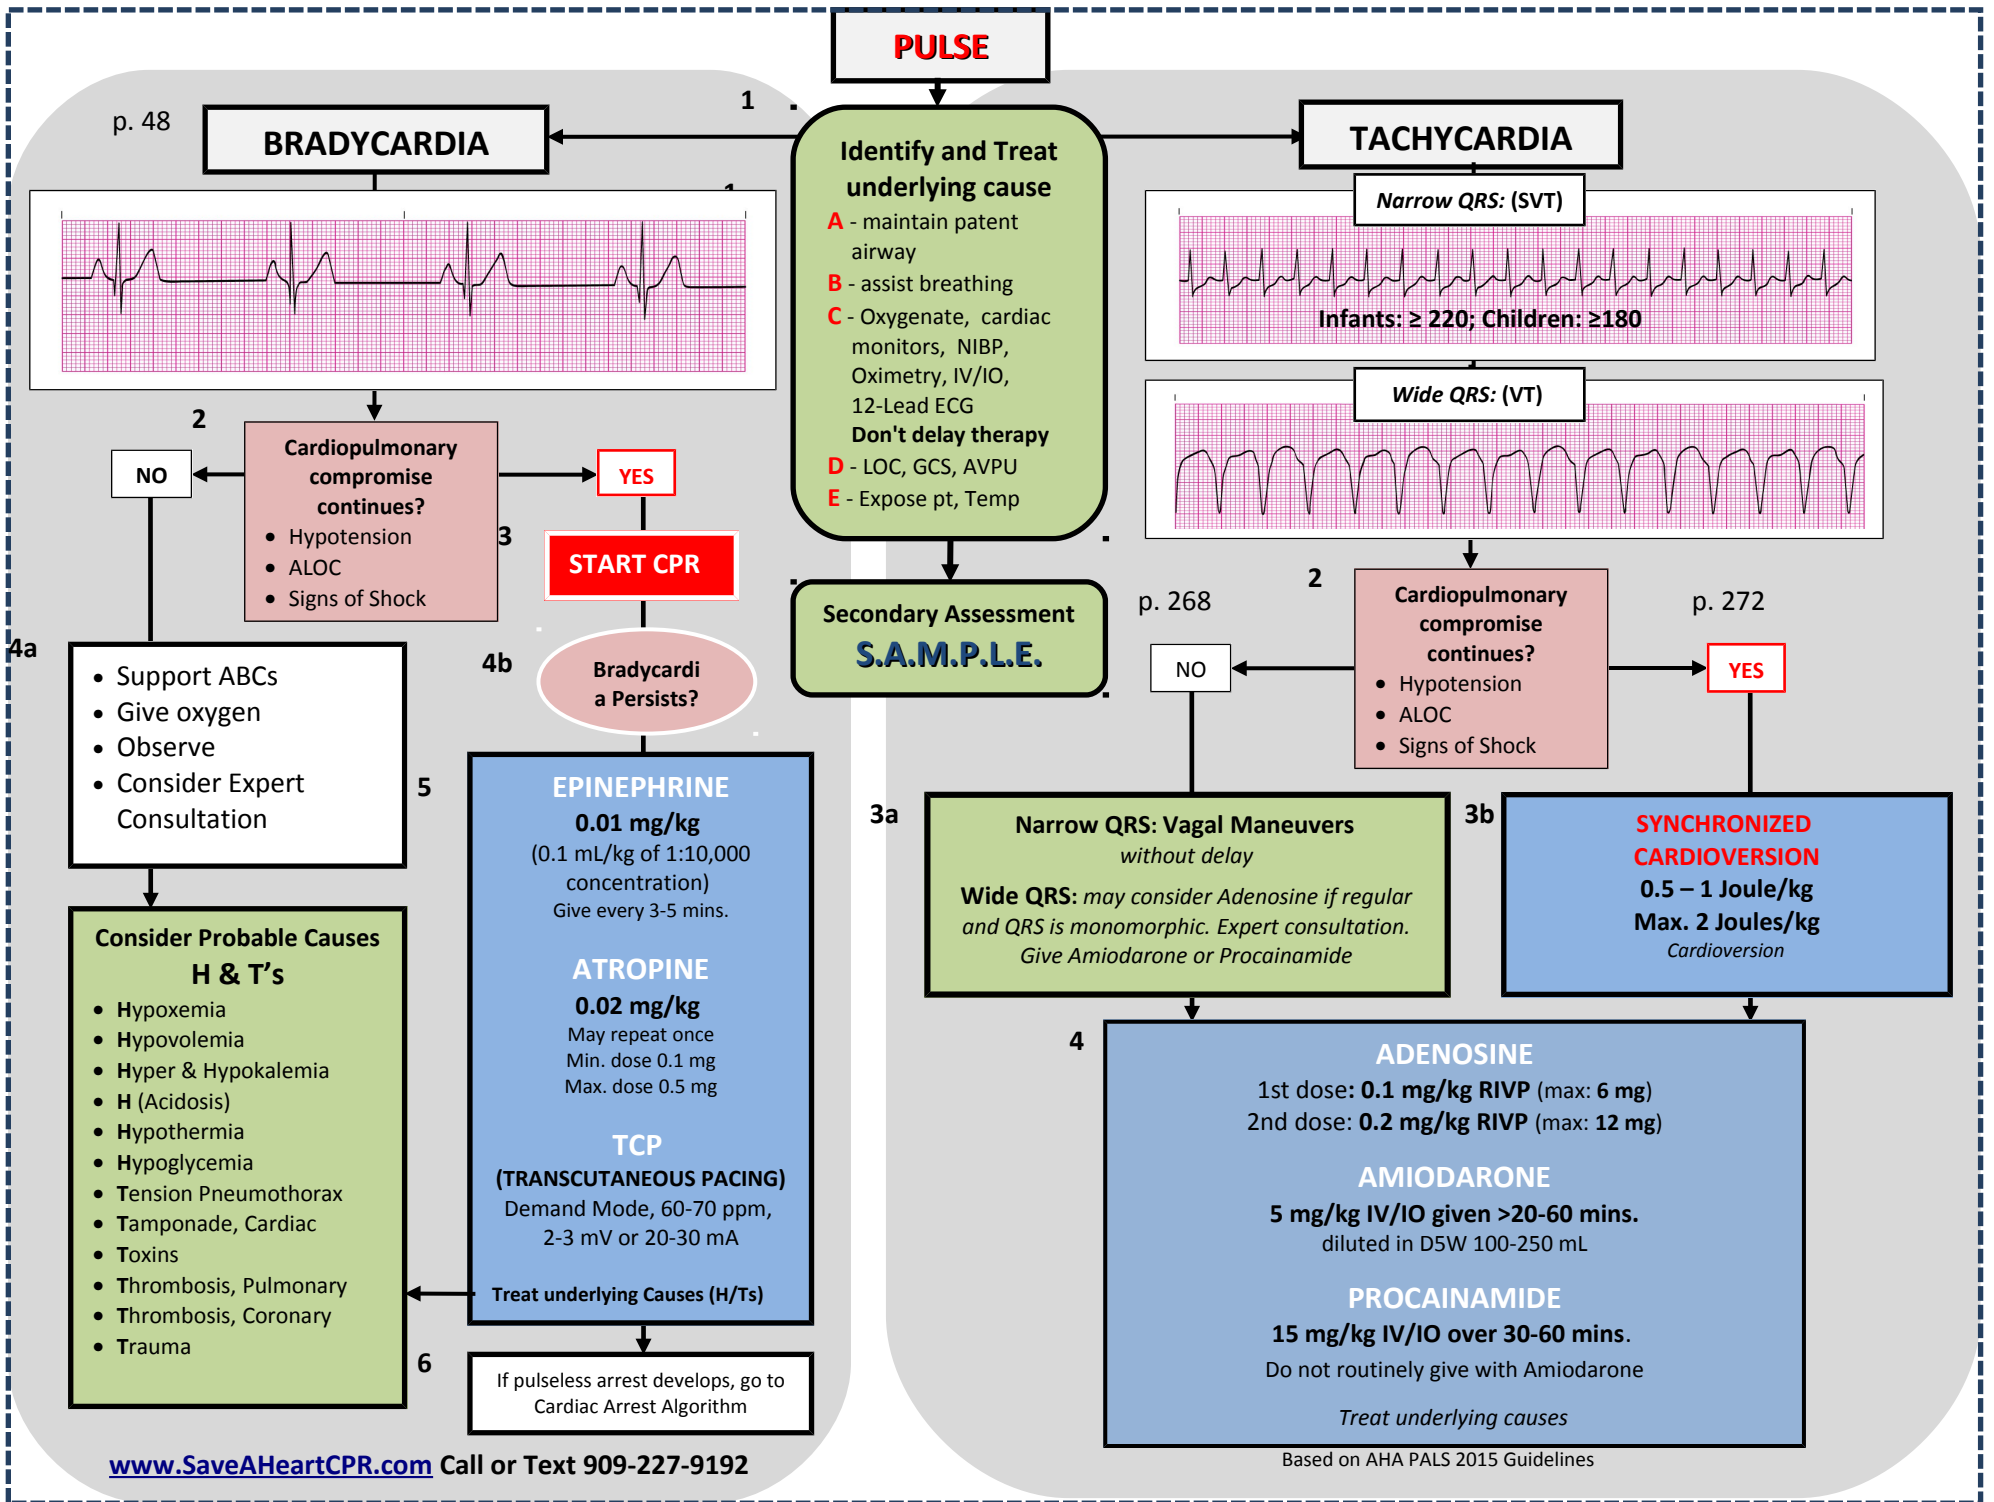 PULSE
1
p. 48
BRADYCARDIA
1
2
Cardiopulmonary
compromise
continues?
• Hypotension
• ALOC
• Signs of Shock
NO
YES
3
START CPR
4a
• Support ABCs
• Give oxygen
• Observe
• Consider Expert
Consultation
4b
Bradycardi
a Persists?
5
EPINEPHRINE
0.01 mg/kg
(0.1 mL/kg of 1:10,000
concentration)
Give every 3-5 mins.
ATROPINE
0.02 mg/kg
May repeat once
Min. dose 0.1 mg
Max. dose 0.5 mg
TCP
(TRANSCUTANEOUS PACING)
Demand Mode, 60-70 ppm,
2-3 mV or 20-30 mA
Treat underlying Causes (H/Ts)
Consider Probable Causes
H & T’s
• Hypoxemia
• Hypovolemia
• Hyper & Hypokalemia
• H (Acidosis)
• Hypothermia
• Hypoglycemia
• Tension Pneumothorax
• Tamponade, Cardiac
• Toxins
• Thrombosis, Pulmonary
• Thrombosis, Coronary
• Trauma
6
If pulseless arrest develops, go to
Cardiac Arrest Algorithm
www.SaveAHeartCPR.com Call or Text 909-227-9192
Identify and Treat
underlying cause
A - maintain patent
airway
B - assist breathing
C - Oxygenate, cardiac
monitors, NIBP,
Oximetry, IV/IO,
12-Lead ECG
Don't delay therapy
D - LOC, GCS, AVPU
E - Expose pt, Temp
Secondary Assessment
S.A.M.P.L.E.
TACHYCARDIA
Narrow QRS: (SVT)
Infants: ≥ 220; Children: ≥180
Wide QRS: (VT)
2
Cardiopulmonary
compromise
continues?
• Hypotension
• ALOC
• Signs of Shock
p. 268
NO
p. 272
YES
3a
Narrow QRS: Vagal Maneuvers
without delay
Wide QRS: may consider Adenosine if regular
and QRS is monomorphic. Expert consultation.
Give Amiodarone or Procainamide
3b
SYNCHRONIZED
CARDIOVERSION
0.5 – 1 Joule/kg
Max. 2 Joules/kg
Cardioversion
4
ADENOSINE
1st dose: 0.1 mg/kg RIVP (max: 6 mg)
2nd dose: 0.2 mg/kg RIVP (max: 12 mg)
AMIODARONE
5 mg/kg IV/IO given >20-60 mins.
diluted in D5W 100-250 mL
PROCAINAMIDE
15 mg/kg IV/IO over 30-60 mins.
Do not routinely give with Amiodarone
Treat underlying causes
Based on AHA PALS 2015 Guidelines